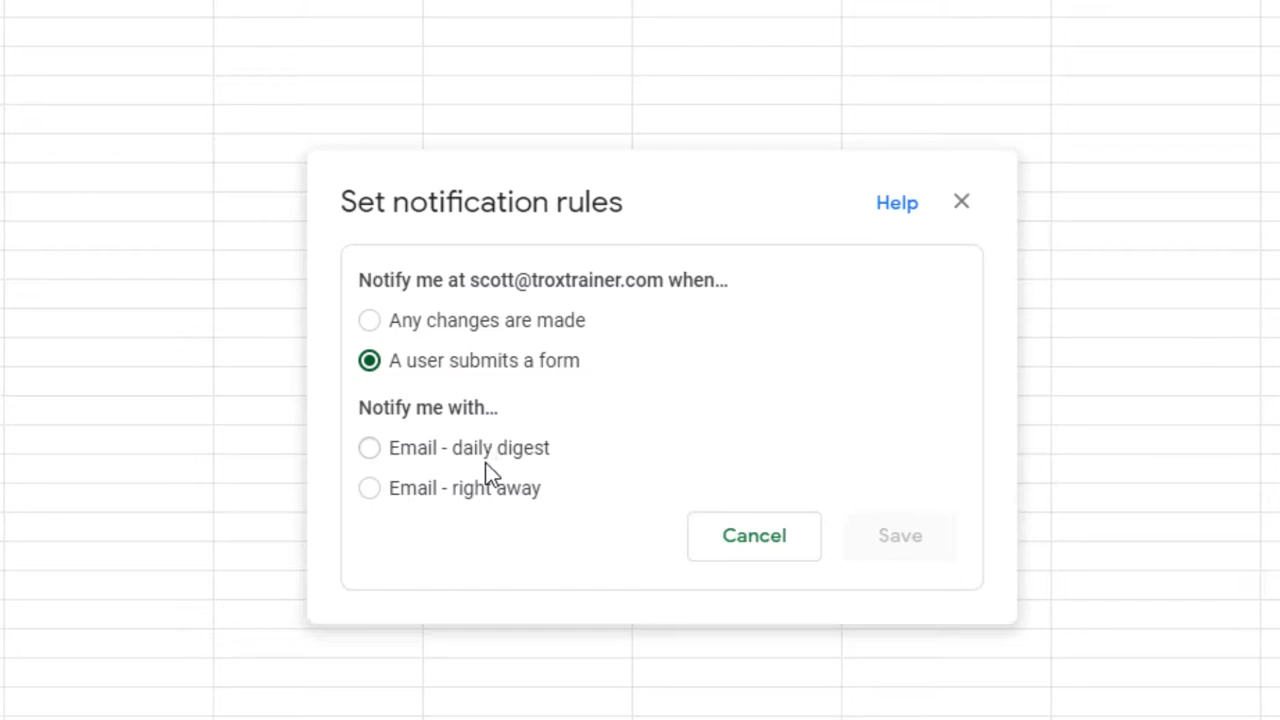 Set notification rules
Help
Notify me at scott@troxtrainer.com when…
Any changes are made
A user submits a form
Notify me with…
Email - daily digest
Email - right away
Cancel
Save